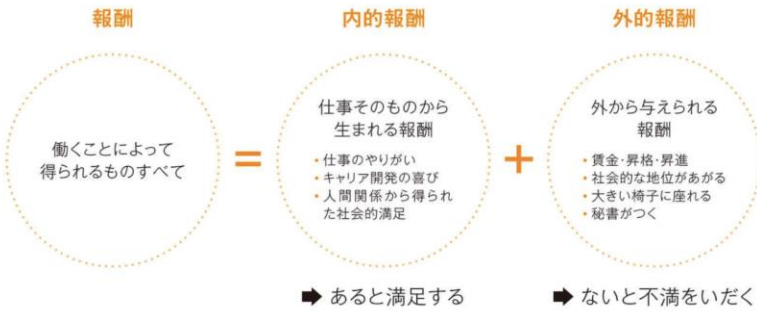 報酬
働くことによって
得られるものすべて
=
内的報酬
仕事そのものから
生まれる報酬
・仕事のやりがい
・キャリア開発の喜び
・人間関係から得られ
た社会的満足
➡ あると満足する
+
外的報酬
外から与えられる
報酬
・賃金・昇格・昇進
・社会的な地位があがる
・大きい椅子に座れる
・秘書がつく
➡ ないと不満をいだく